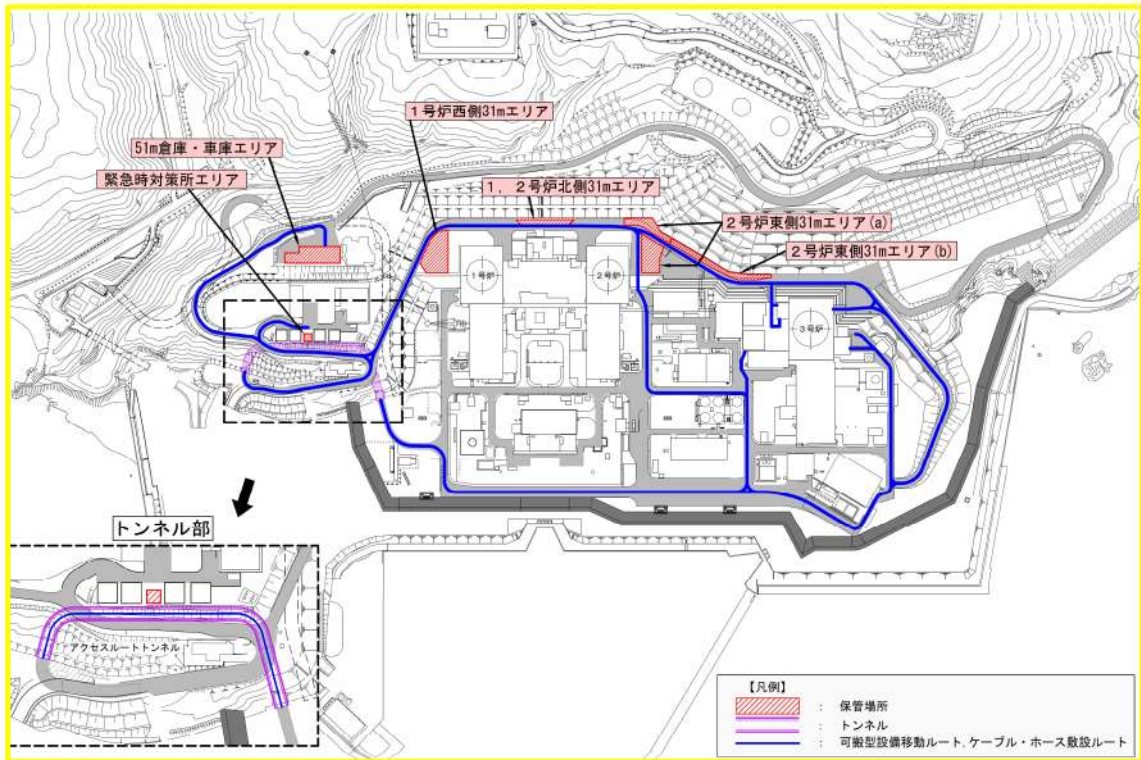 1号炉西側31mエリア
51m倉庫・車庫エリア
緊急時対策所エリア
1,2号炉北側31mエリア
2号炉東側31mエリア(a)
2号炉東側31mエリア(b)
1号炉
2号炉
3号炉
トンネル部
アクセスルートトンネル
【凡例】
: 保管場所
: トンネル
: 可搬型設備移動ルート,ケーブル・ホース敷設ルート